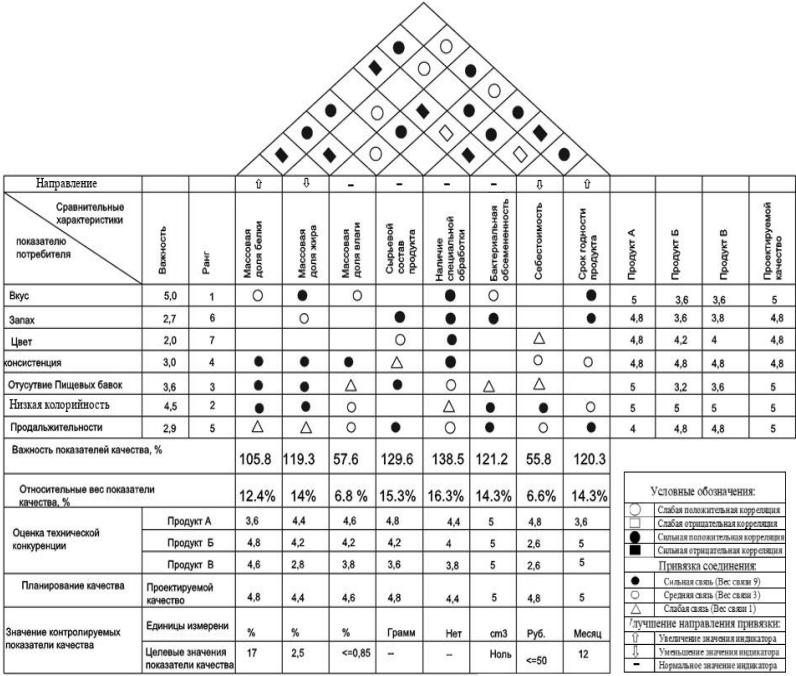 Направление
Сравнительные
характеристики
показателю
потребителя
Важность
Ранг
Массовая
доля белки
Массовая
доля жира
Массовая
доля влаги
Сырьевой
состав
продукта
Наличие
специальной
обработки
Бактериальная
обсемененность
Себестоимость
Срок годности
продукта
Продукт А
Продукт Б
Продукт В
Проектируемой
качество
Вкус 5,0 1 5 3,6 3,6 5
Запах 2,7 6 4,8 3,6 3,8 4,8
Цвет 2,0 7 4,8 4,2 4 4,8
консистенция 3,0 4 4,8 4,8 4,8 4,8
Отусутвие Пищевых бавок 3,6 3 5 3,2 3,6 5
Низкая колорийность 4,5 2 5 5 5 5
Продальжительности 2,9 5 4 4,8 4,8 5
Важность показателей качества, % 105.8 119.3 57.6 129.6 138.5 121.2 55.8 120.3
Относительные вес показатели
качества, % 12.4% 14% 6.8 % 15.3% 16.3% 14.3% 6.6% 14.3%
Оценка технической
конкуренции
Продукт А 3,6 4,4 4,6 4,8 4,4 5 4,8 3,6
Продукт Б 4,8 4,2 4,2 4,2 4 5 2,6 5
Продукт В 4,6 2,8 3,8 3,6 3,8 5 2,6 5
Планирование качества
Проектируемой
качество 4,8 4,4 4,6 4,8 4,4 5 4,8 5
Значение контролируемых
показатели качества
Единицы измерени % % % Грамм Нет cm3 Руб. Месяц
Целевые значения
показатели качества 17 2,5 <=0,85 -- -- Ноль <=50 12
Условные обозначения:
Слабая положительная корреляция
Слабая отрицательная корреляция
Сильная положительная корреляция
Сильная отрицательная корреляция
Привязка соединения:
Сильная связь (Вес связи 9)
Средняя связь (Вес связи 3)
Слабая связь (Вес связи 1)
лучшение направления привязки:
Увеличение значения индикатора
Уменьшение значения индикатора
Нормальное значение индикатора